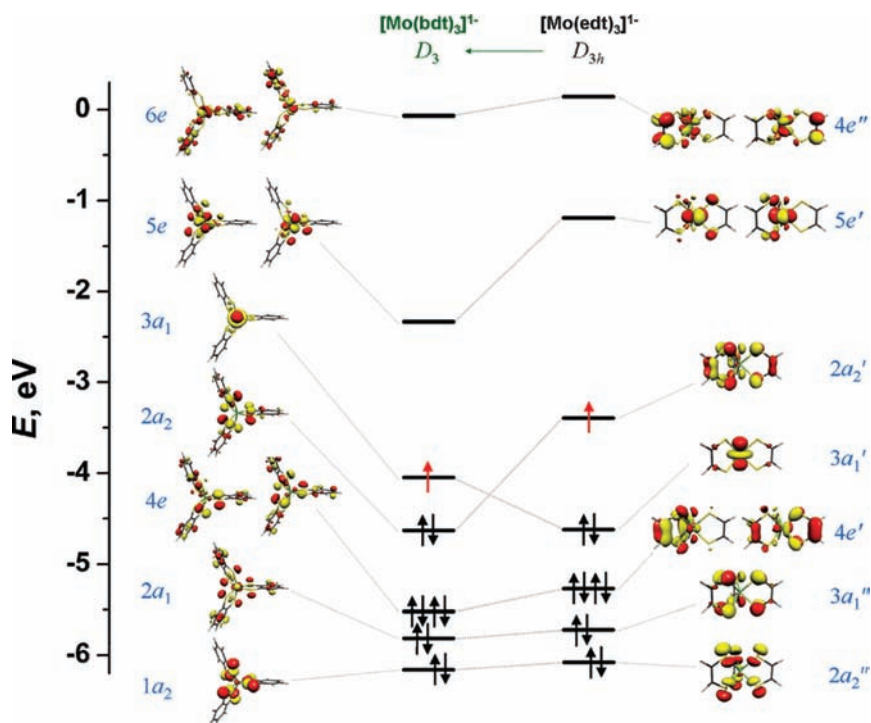 [Mo(bdt)₃]¹⁻ [Mo(edt)₃]¹⁻
D₃ D₃ₕ
E, eV
0
-1
-2
-3
-4
-5
-6
6e
5e
3a₁
2a₂
4e
2a₁
1a₂
4e″
5e′
2a₂′
3a₁′
4e′
3a₁″
2a₂″